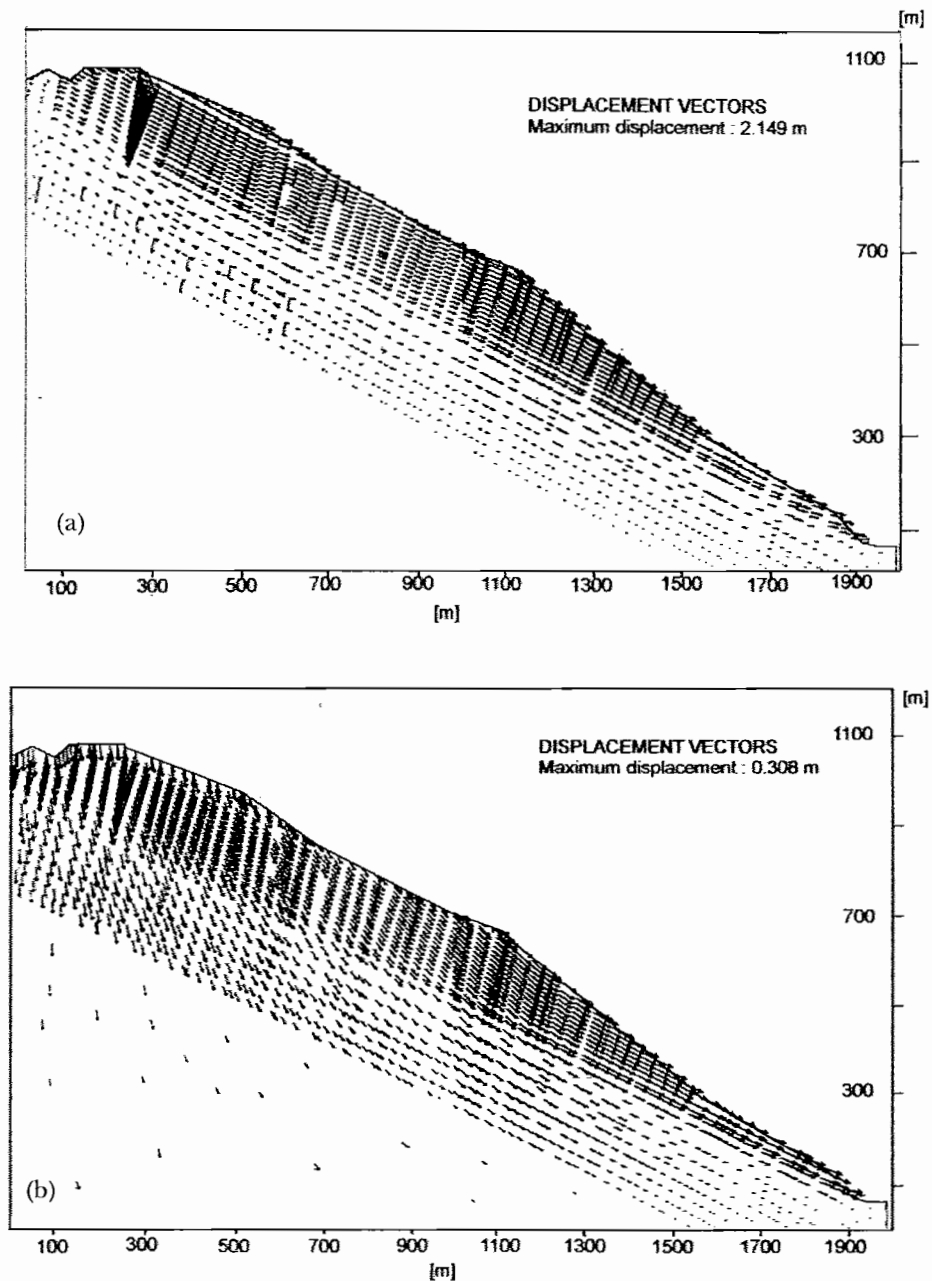 [m]
1100
DISPLACEMENT VECTORS
Maximum displacement : 2.149 m
700
300
(a)
100 300 500 700 900 1100 1300 1500 1700 1900
[m]
[m]
1100
DISPLACEMENT VECTORS
Maximum displacement : 0.308 m
700
300
(b)
100 300 500 700 900 1100 1300 1500 1700 1900
[m]